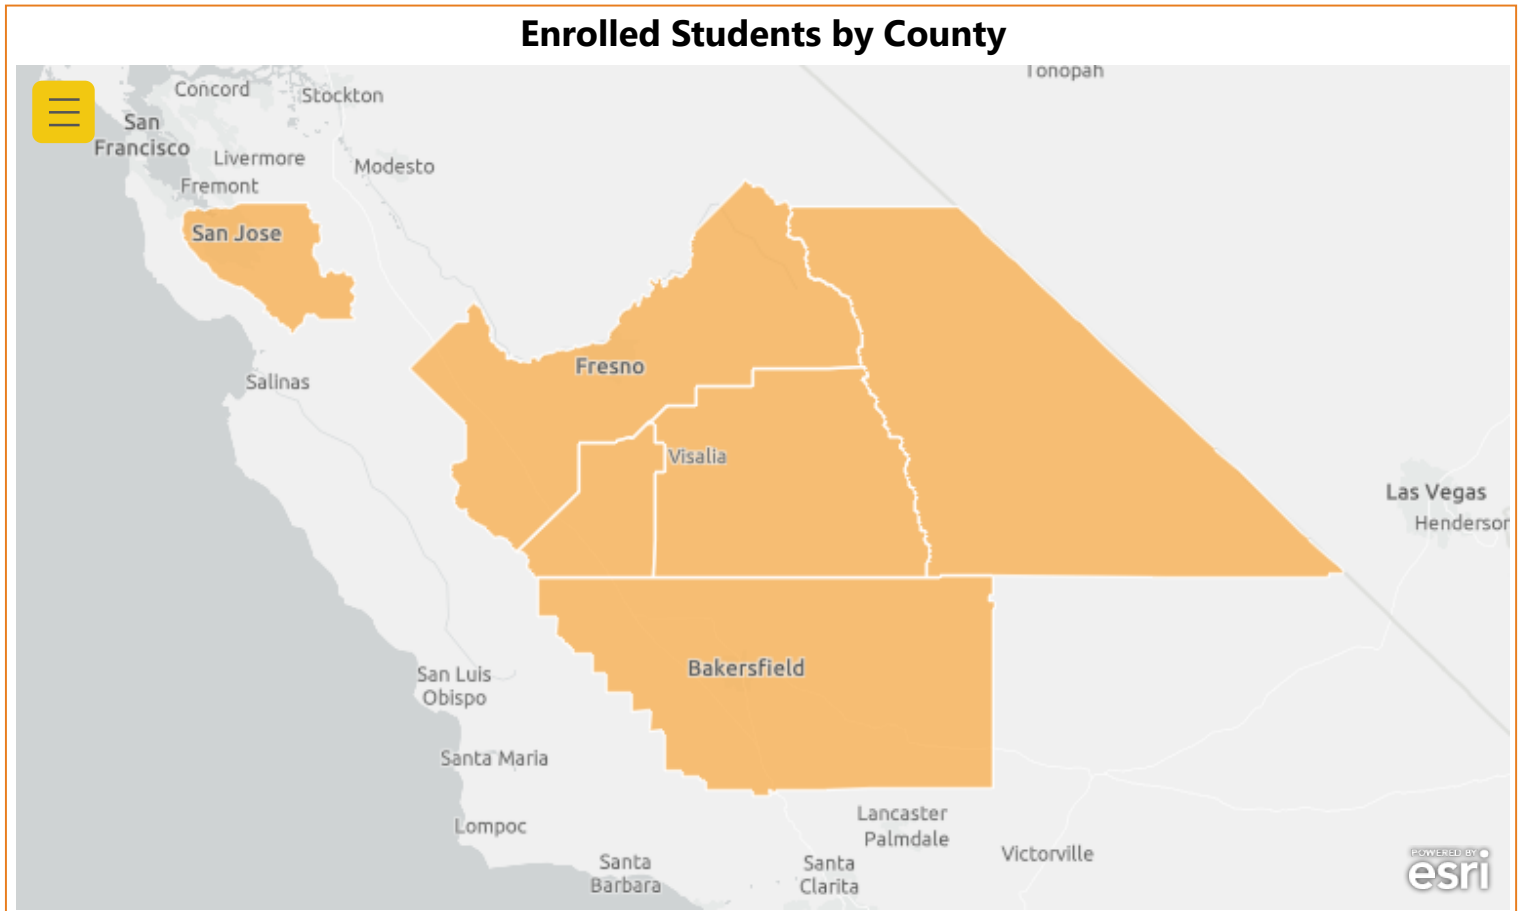 Enrolled Students by County
Tonopah
Concord
Stockton
San
Francisco
Livermore
Modesto
Fremont
San Jose
Fresno
Salinas
Visalia
Las Vegas
Henderson
Bakersfield
San Luis
Obispo
Santa Maria
Lancaster
Palmdale
Lompoc
Victorville
Santa
Barbara
Santa
Clarita
POWERED BY
esri